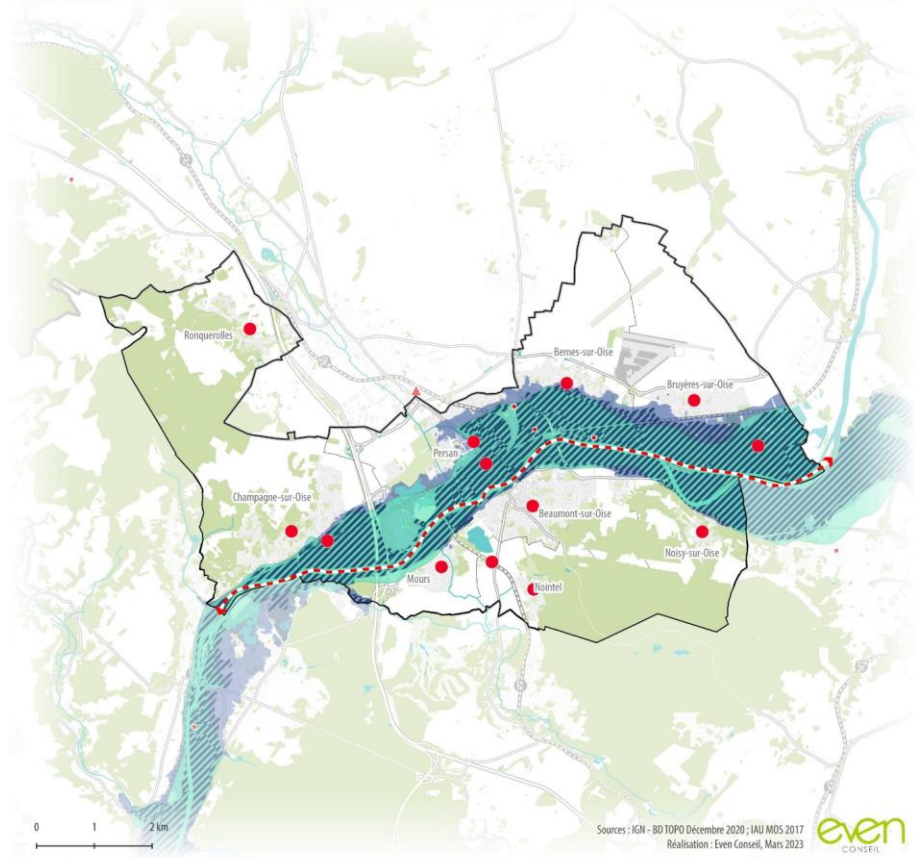 Ronquerolles
Bernes-sur-Oise
Bruyères-sur-Oise
Persan
Champagne-sur-Oise
Beaumont-sur-Oise
Noisy-sur-Oise
Mours
Nointel
0 1 2 km
Sources : IGN - BD TOPO Décembre 2020 ; IAU MOS 2017
Réalisation : Even Conseil, Mars 2023
even
CONSEIL